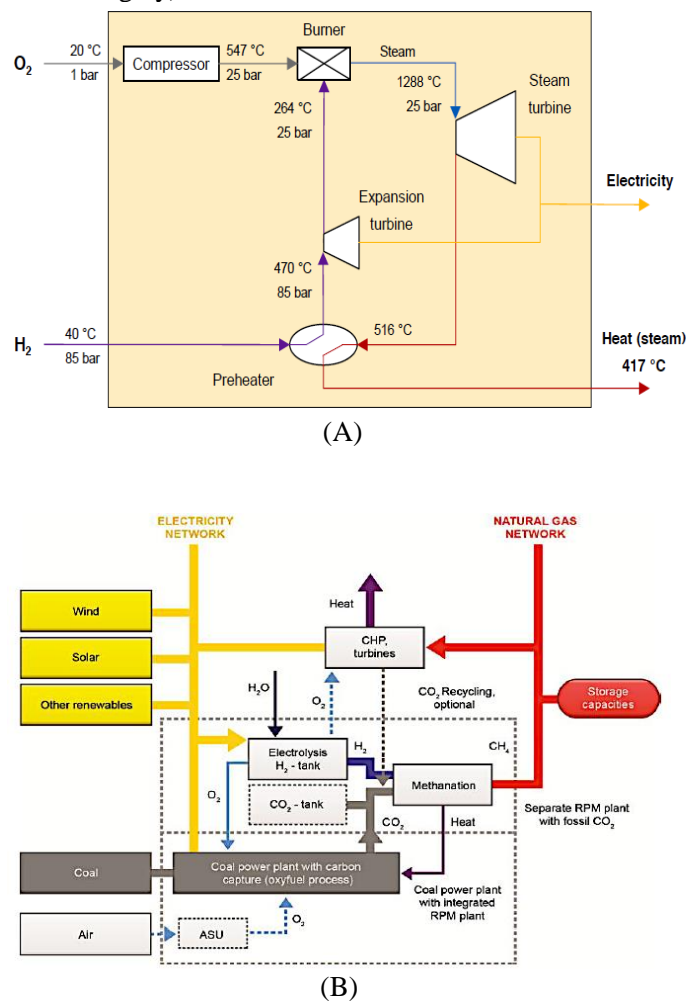 Burner
20 °C
547 °C
Steam
O2
Compressor
1 bar
25 bar
1288 °C
25 bar
Steam
turbine
264 °C
25 bar
Electricity
Expansion
turbine
470 °C
85 bar
40 °C
516 °C
H2
85 bar
Heat (steam)
417 °C
Preheater
(A)
ELECTRICITY
NETWORK
NATURAL GAS
NETWORK
Wind
Heat
Solar
CHP,
turbines
Other renewables
H2O
O2
CO2 Recycling,
optional
Storage
capacities
Electrolysis
H2 - tank
H2
CH4
Methanation
O2
CO2 - tank
CO2
Heat
Separate RPM plant
with fossil CO2
Coal
Coal power plant with carbon
capture (oxyfuel process)
Coal power plant
with integrated
RPM plant
Air
ASU
O2
(B)